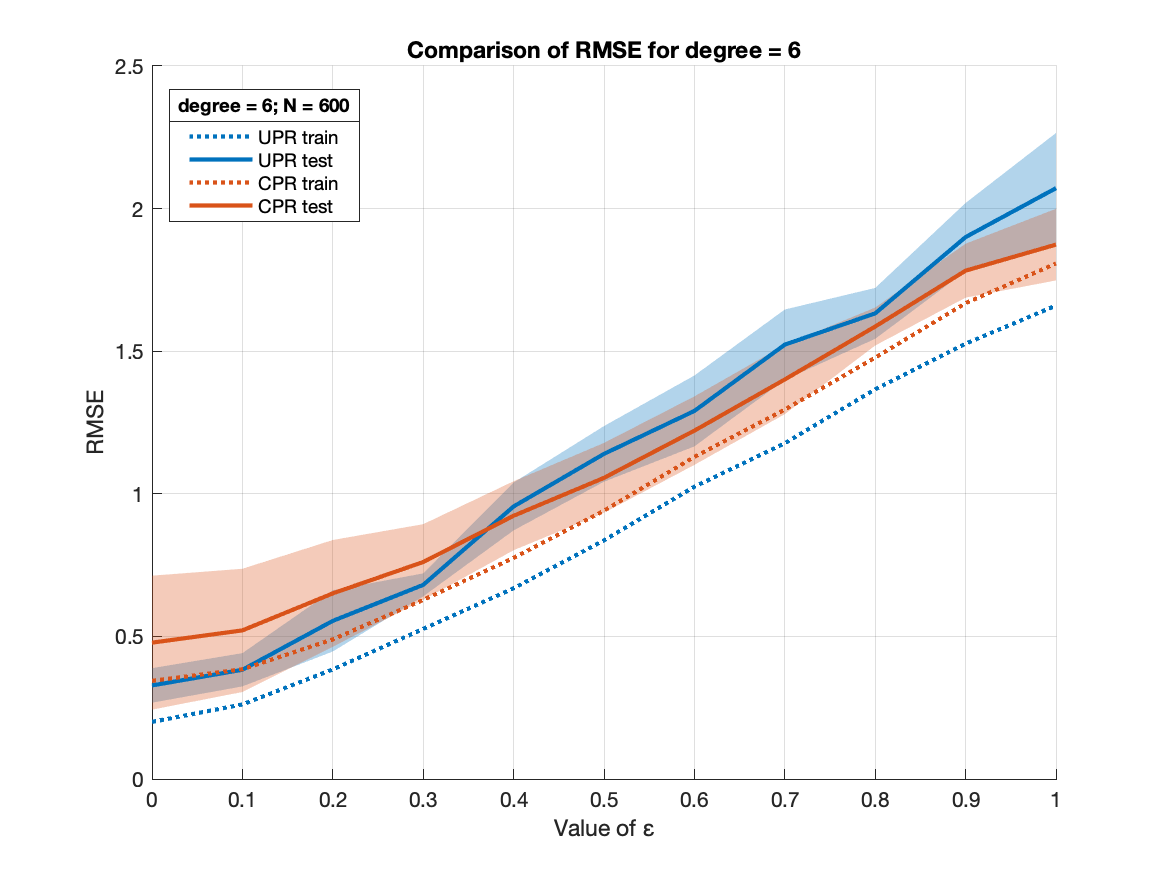 Comparison of RMSE for degree = 6
2.5
2
1.5
1
0.5
0
RMSE
degree = 6; N = 600
UPR train
UPR test
CPR train
CPR test
0 0.1 0.2 0.3 0.4 0.5 0.6 0.7 0.8 0.9 1
Value of ε